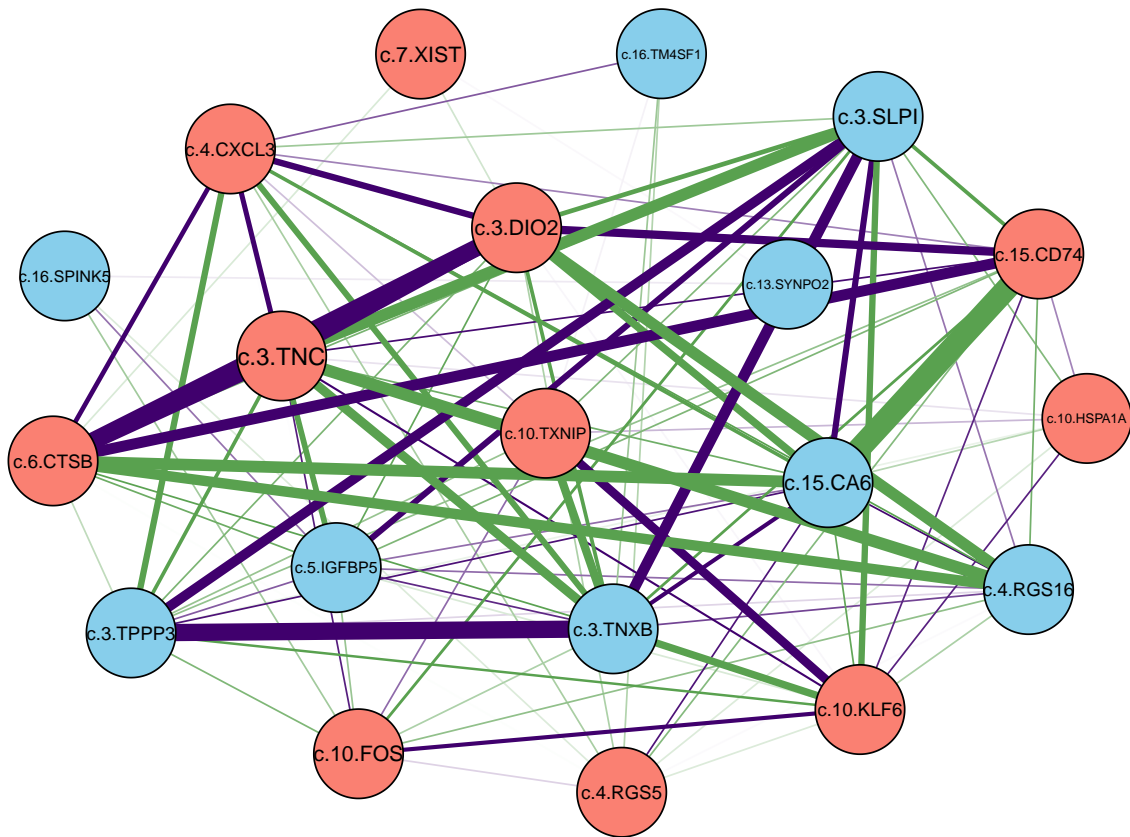 c.7.XIST
c.16.TM4SF1
c.3.SLPI
c.4.CXCL3
c.3.DIO2
c.15.CD74
c.16.SPINK5
c.13.SYNPO2
c.3.TNC
c.10.HSPA1A
c.10.TXNIP
c.6.CTSB
c.15.CA6
c.5.IGFBP5
c.4.RGS16
c.3.TPPP3
c.3.TNXB
c.10.KLF6
c.10.FOS
c.4.RGS5